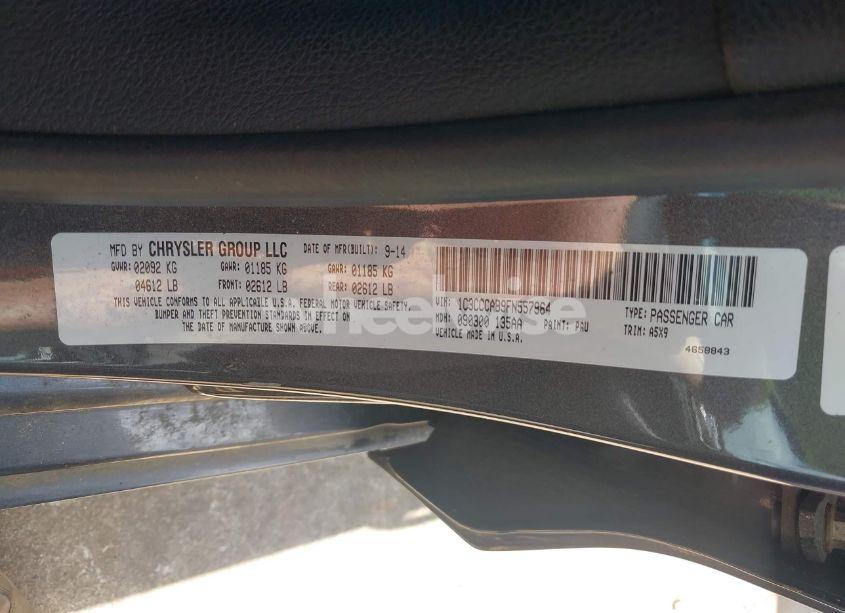 MFD BY CHRYSLER GROUP LLC DATE OF MFR(BUILT): 9-14
GVWR: 02092 KG GAWR: 01185 KG GAWR: 01185 KG
04612 LB FRONT: 02612 LB REAR: 02612 LB
THIS VEHICLE CONFORMS TO ALL APPLICABLE U.S.A. FEDERAL MOTOR VEHICLE SAFETY,
BUMPER AND THEFT PREVENTION STANDARDS IN EFFECT ON
THE DATE OF MANUFACTURE SHOWN ABOVE.
VIN: 1C3CCCAB9FN557964 TYPE: PASSENGER CAR
MDH: 090300 135AA PAINT: PAU TRIM: A5X9
VEHICLE MADE IN U.S.A.
4659843